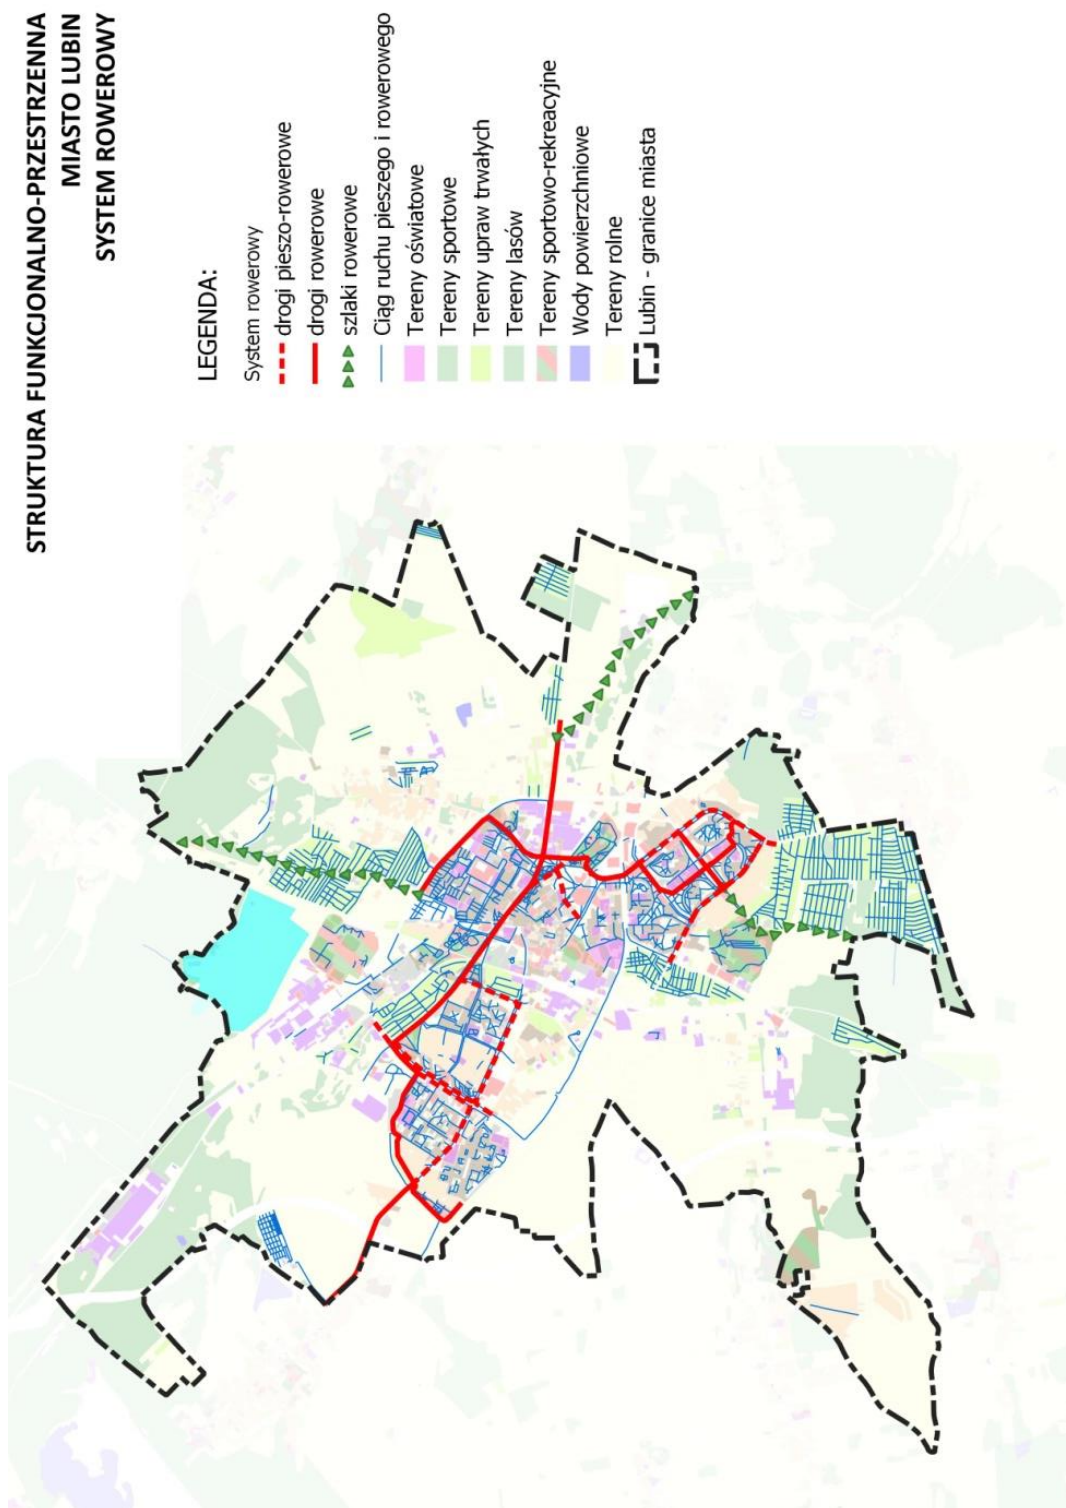 STRUKTURA FUNKCJONALNO-PRZESTRZENNA
MIASTO LUBIN
SYSTEM ROWEROWY
LEGENDA:
System rowerowy
drogi pieszo-rowerowe
drogi rowerowe
szlaki rowerowe
Ciąg ruchu pieszego i rowerowego
Tereny oświatowe
Tereny sportowe
Tereny upraw trwałych
Tereny lasów
Tereny sportowo-rekreacyjne
Wody powierzchniowe
Tereny rolne
Lubin - granice miasta